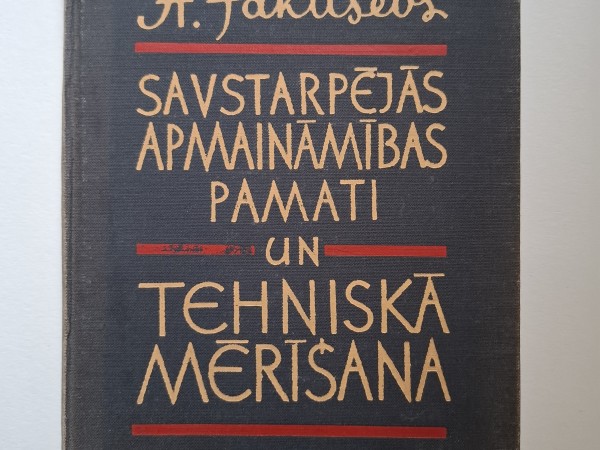 A. Jakuševs
SAVSTARPĒJĀS
APMAINĀMĪBAS
PAMATI
UN
TEHNISKĀ
MĒRĪŠANA